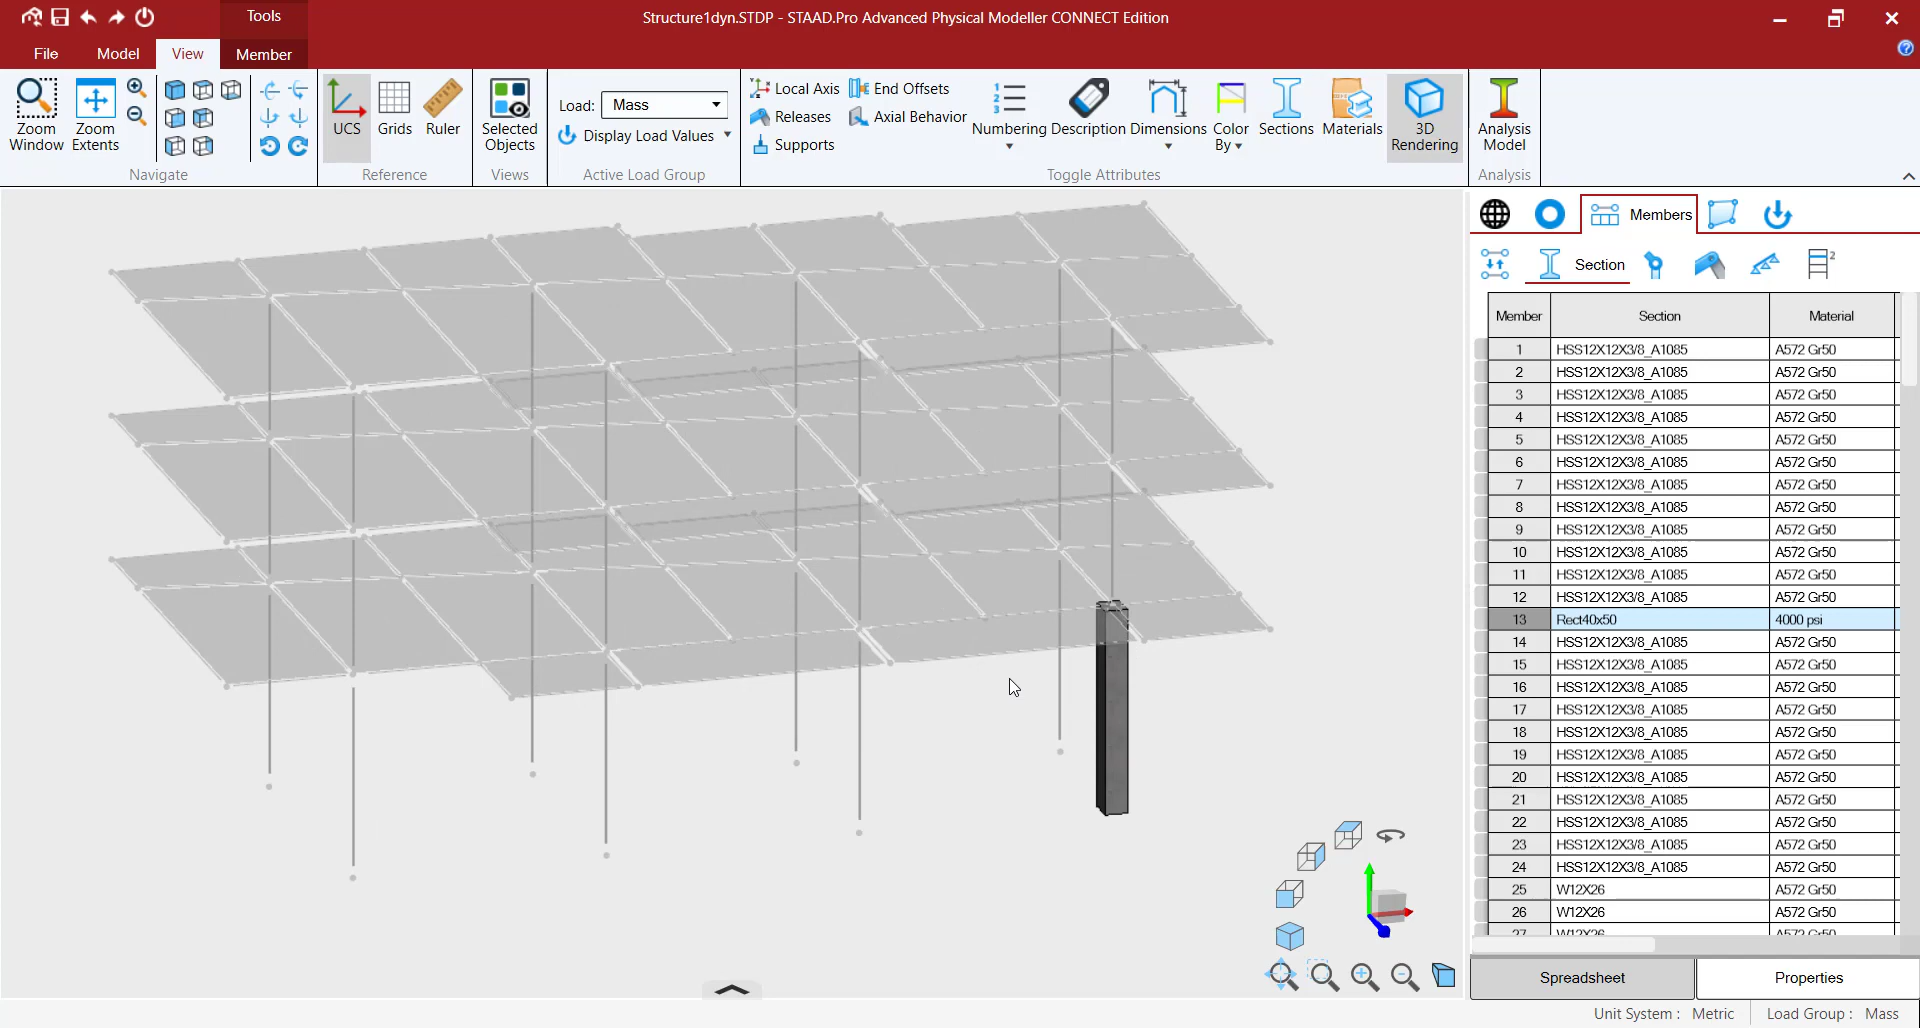 Tools
Structure1dyn.STDP - STAAD.Pro Advanced Physical Modeller CONNECT Edition
File
Model
View
Member
Zoom Window
Zoom Extents
Navigate
UCS
Grids
Ruler
Reference
Selected Objects
Views
Load: Mass
Display Load Values
Active Load Group
Local Axis
End Offsets
Releases
Axial Behavior
Supports
Numbering
Description
Dimensions
Color By
Sections
Materials
3D Rendering
Toggle Attributes
Analysis Model
Analysis
Members
Section
Member Section Material
1 HSS12X12X3/8_A1085 A572 Gr50
2 HSS12X12X3/8_A1085 A572 Gr50
3 HSS12X12X3/8_A1085 A572 Gr50
4 HSS12X12X3/8_A1085 A572 Gr50
5 HSS12X12X3/8_A1085 A572 Gr50
6 HSS12X12X3/8_A1085 A572 Gr50
7 HSS12X12X3/8_A1085 A572 Gr50
8 HSS12X12X3/8_A1085 A572 Gr50
9 HSS12X12X3/8_A1085 A572 Gr50
10 HSS12X12X3/8_A1085 A572 Gr50
11 HSS12X12X3/8_A1085 A572 Gr50
12 HSS12X12X3/8_A1085 A572 Gr50
13 Rect40x50 4000 psi
14 HSS12X12X3/8_A1085 A572 Gr50
15 HSS12X12X3/8_A1085 A572 Gr50
16 HSS12X12X3/8_A1085 A572 Gr50
17 HSS12X12X3/8_A1085 A572 Gr50
18 HSS12X12X3/8_A1085 A572 Gr50
19 HSS12X12X3/8_A1085 A572 Gr50
20 HSS12X12X3/8_A1085 A572 Gr50
21 HSS12X12X3/8_A1085 A572 Gr50
22 HSS12X12X3/8_A1085 A572 Gr50
23 HSS12X12X3/8_A1085 A572 Gr50
24 HSS12X12X3/8_A1085 A572 Gr50
25 W12X26 A572 Gr50
26 W12X26 A572 Gr50
27 W12X26 A572 Gr50
Spreadsheet
Properties
Unit System : Metric
Load Group : Mass